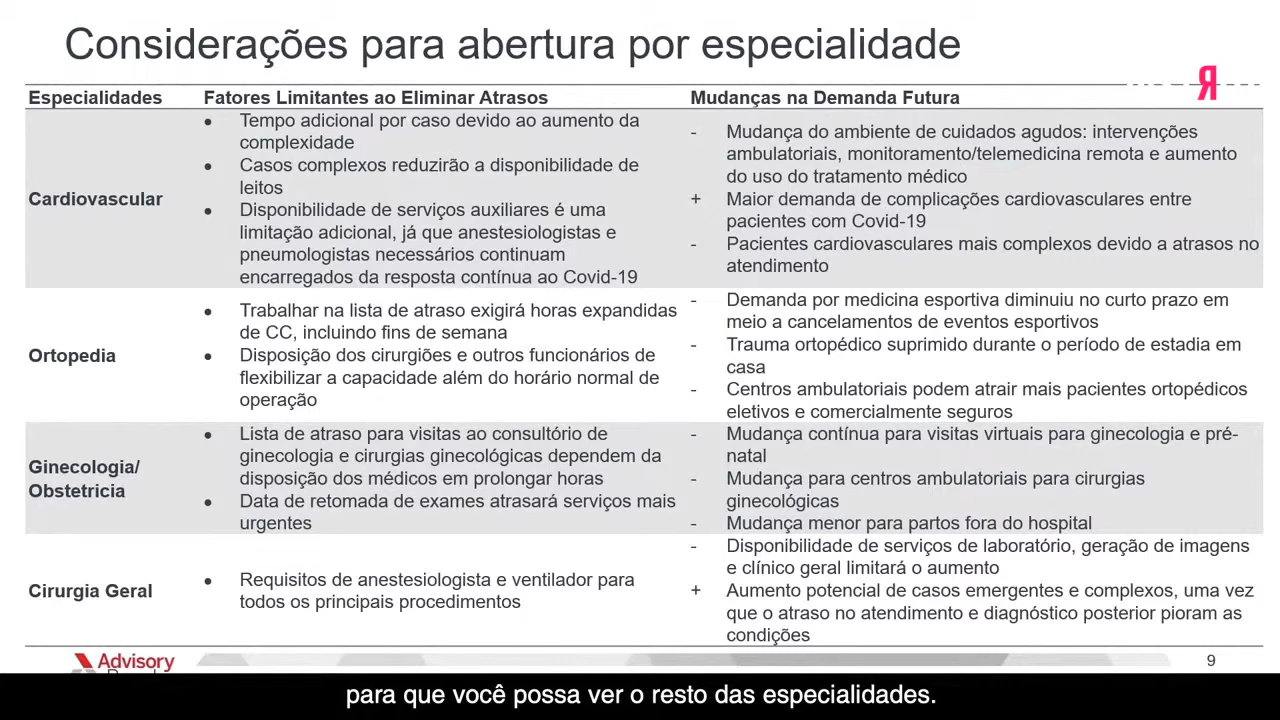 Considerações para abertura por especialidade
Я
Especialidades
Fatores Limitantes ao Eliminar Atrasos
Mudanças na Demanda Futura
Cardiovascular
● Tempo adicional por caso devido ao aumento da
complexidade
● Casos complexos reduzirão a disponibilidade de
leitos
● Disponibilidade de serviços auxiliares é uma
limitação adicional, já que anestesiologistas e
pneumologistas necessários continuam
encarregados da resposta contínua ao Covid-19
- Mudança do ambiente de cuidados agudos: intervenções
ambulatoriais, monitoramento/telemedicina remota e aumento
do uso do tratamento médico
+ Maior demanda de complicações cardiovasculares entre
pacientes com Covid-19
- Pacientes cardiovasculares mais complexos devido a atrasos no
atendimento
Ortopedia
● Trabalhar na lista de atraso exigirá horas expandidas
de CC, incluindo fins de semana
● Disposição dos cirurgiões e outros funcionários de
flexibilizar a capacidade além do horário normal de
operação
- Demanda por medicina esportiva diminuiu no curto prazo em
meio a cancelamentos de eventos esportivos
- Trauma ortopédico suprimido durante o período de estadia em
casa
- Centros ambulatoriais podem atrair mais pacientes ortopédicos
eletivos e comercialmente seguros
Ginecologia/
Obstetricia
● Lista de atraso para visitas ao consultório de
ginecologia e cirurgias ginecológicas dependem da
disposição dos médicos em prolongar horas
● Data de retomada de exames atrasará serviços mais
urgentes
- Mudança contínua para visitas virtuais para ginecologia e pré-
natal
- Mudança para centros ambulatoriais para cirurgias
ginecológicas
- Mudança menor para partos fora do hospital
Cirurgia Geral
● Requisitos de anestesiologista e ventilador para
todos os principais procedimentos
- Disponibilidade de serviços de laboratório, geração de imagens
e clínico geral limitará o aumento
+ Aumento potencial de casos emergentes e complexos, uma vez
que o atraso no atendimento e diagnóstico posterior pioram as
condições
Advisory
9
para que você possa ver o resto das especialidades.